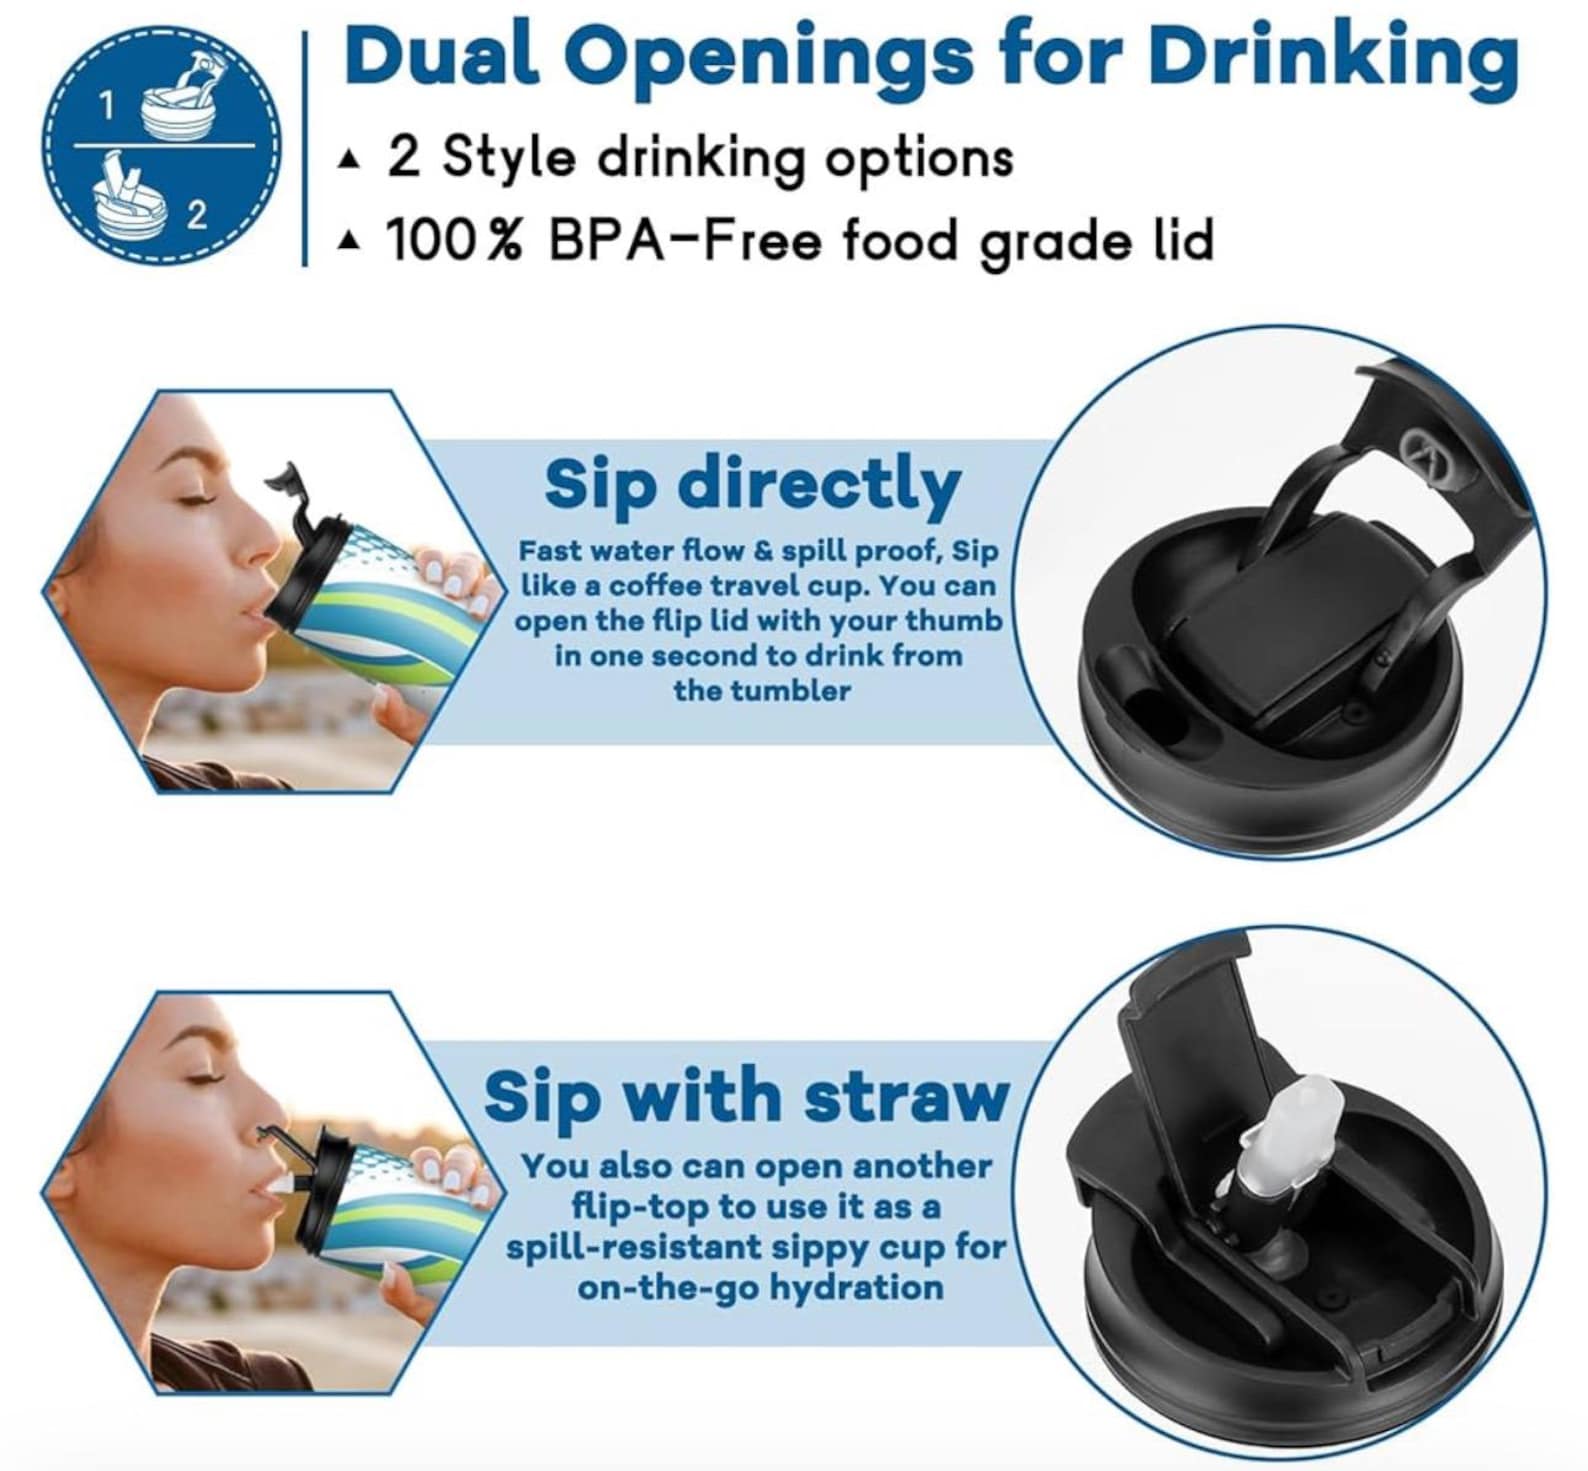 Dual Openings for Drinking
▲ 2 Style drinking options
▲ 100% BPA-Free food grade lid
1
2
Sip directly
Fast water flow & spill proof, Sip
like a coffee travel cup. You can
open the flip lid with your thumb
in one second to drink from
the tumbler
Sip with straw
You also can open another
flip-top to use it as a
spill-resistant sippy cup for
on-the-go hydration